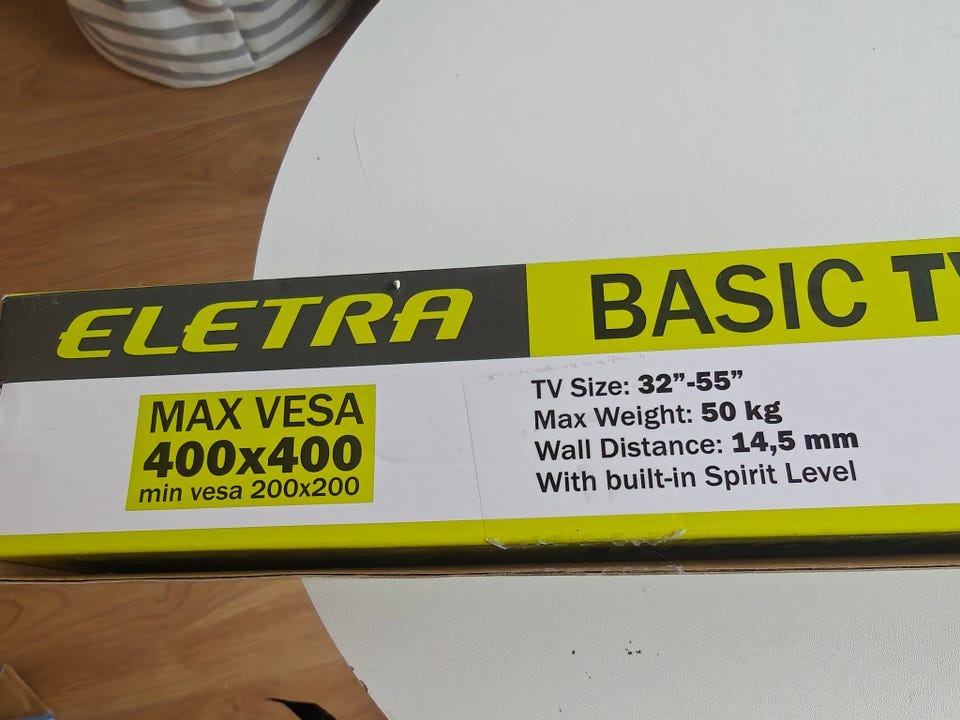 ELETRA
BASIC TV
MAX VESA
400x400
min vesa 200x200
TV Size: 32”-55”
Max Weight: 50 kg
Wall Distance: 14,5 mm
With built-in Spirit Level